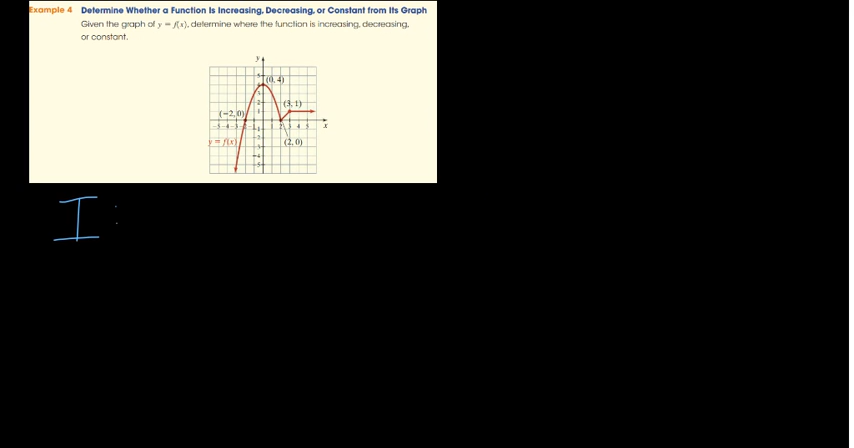 Example 4 Determine Whether a Function Is Increasing, Decreasing, or Constant from Its Graph
Given the graph of y = f(x), determine where the function is increasing, decreasing,
or constant.
y
(0, 4)
(3, 1)
(−2, 0)
x
y = f(x)
(2, 0)
I :